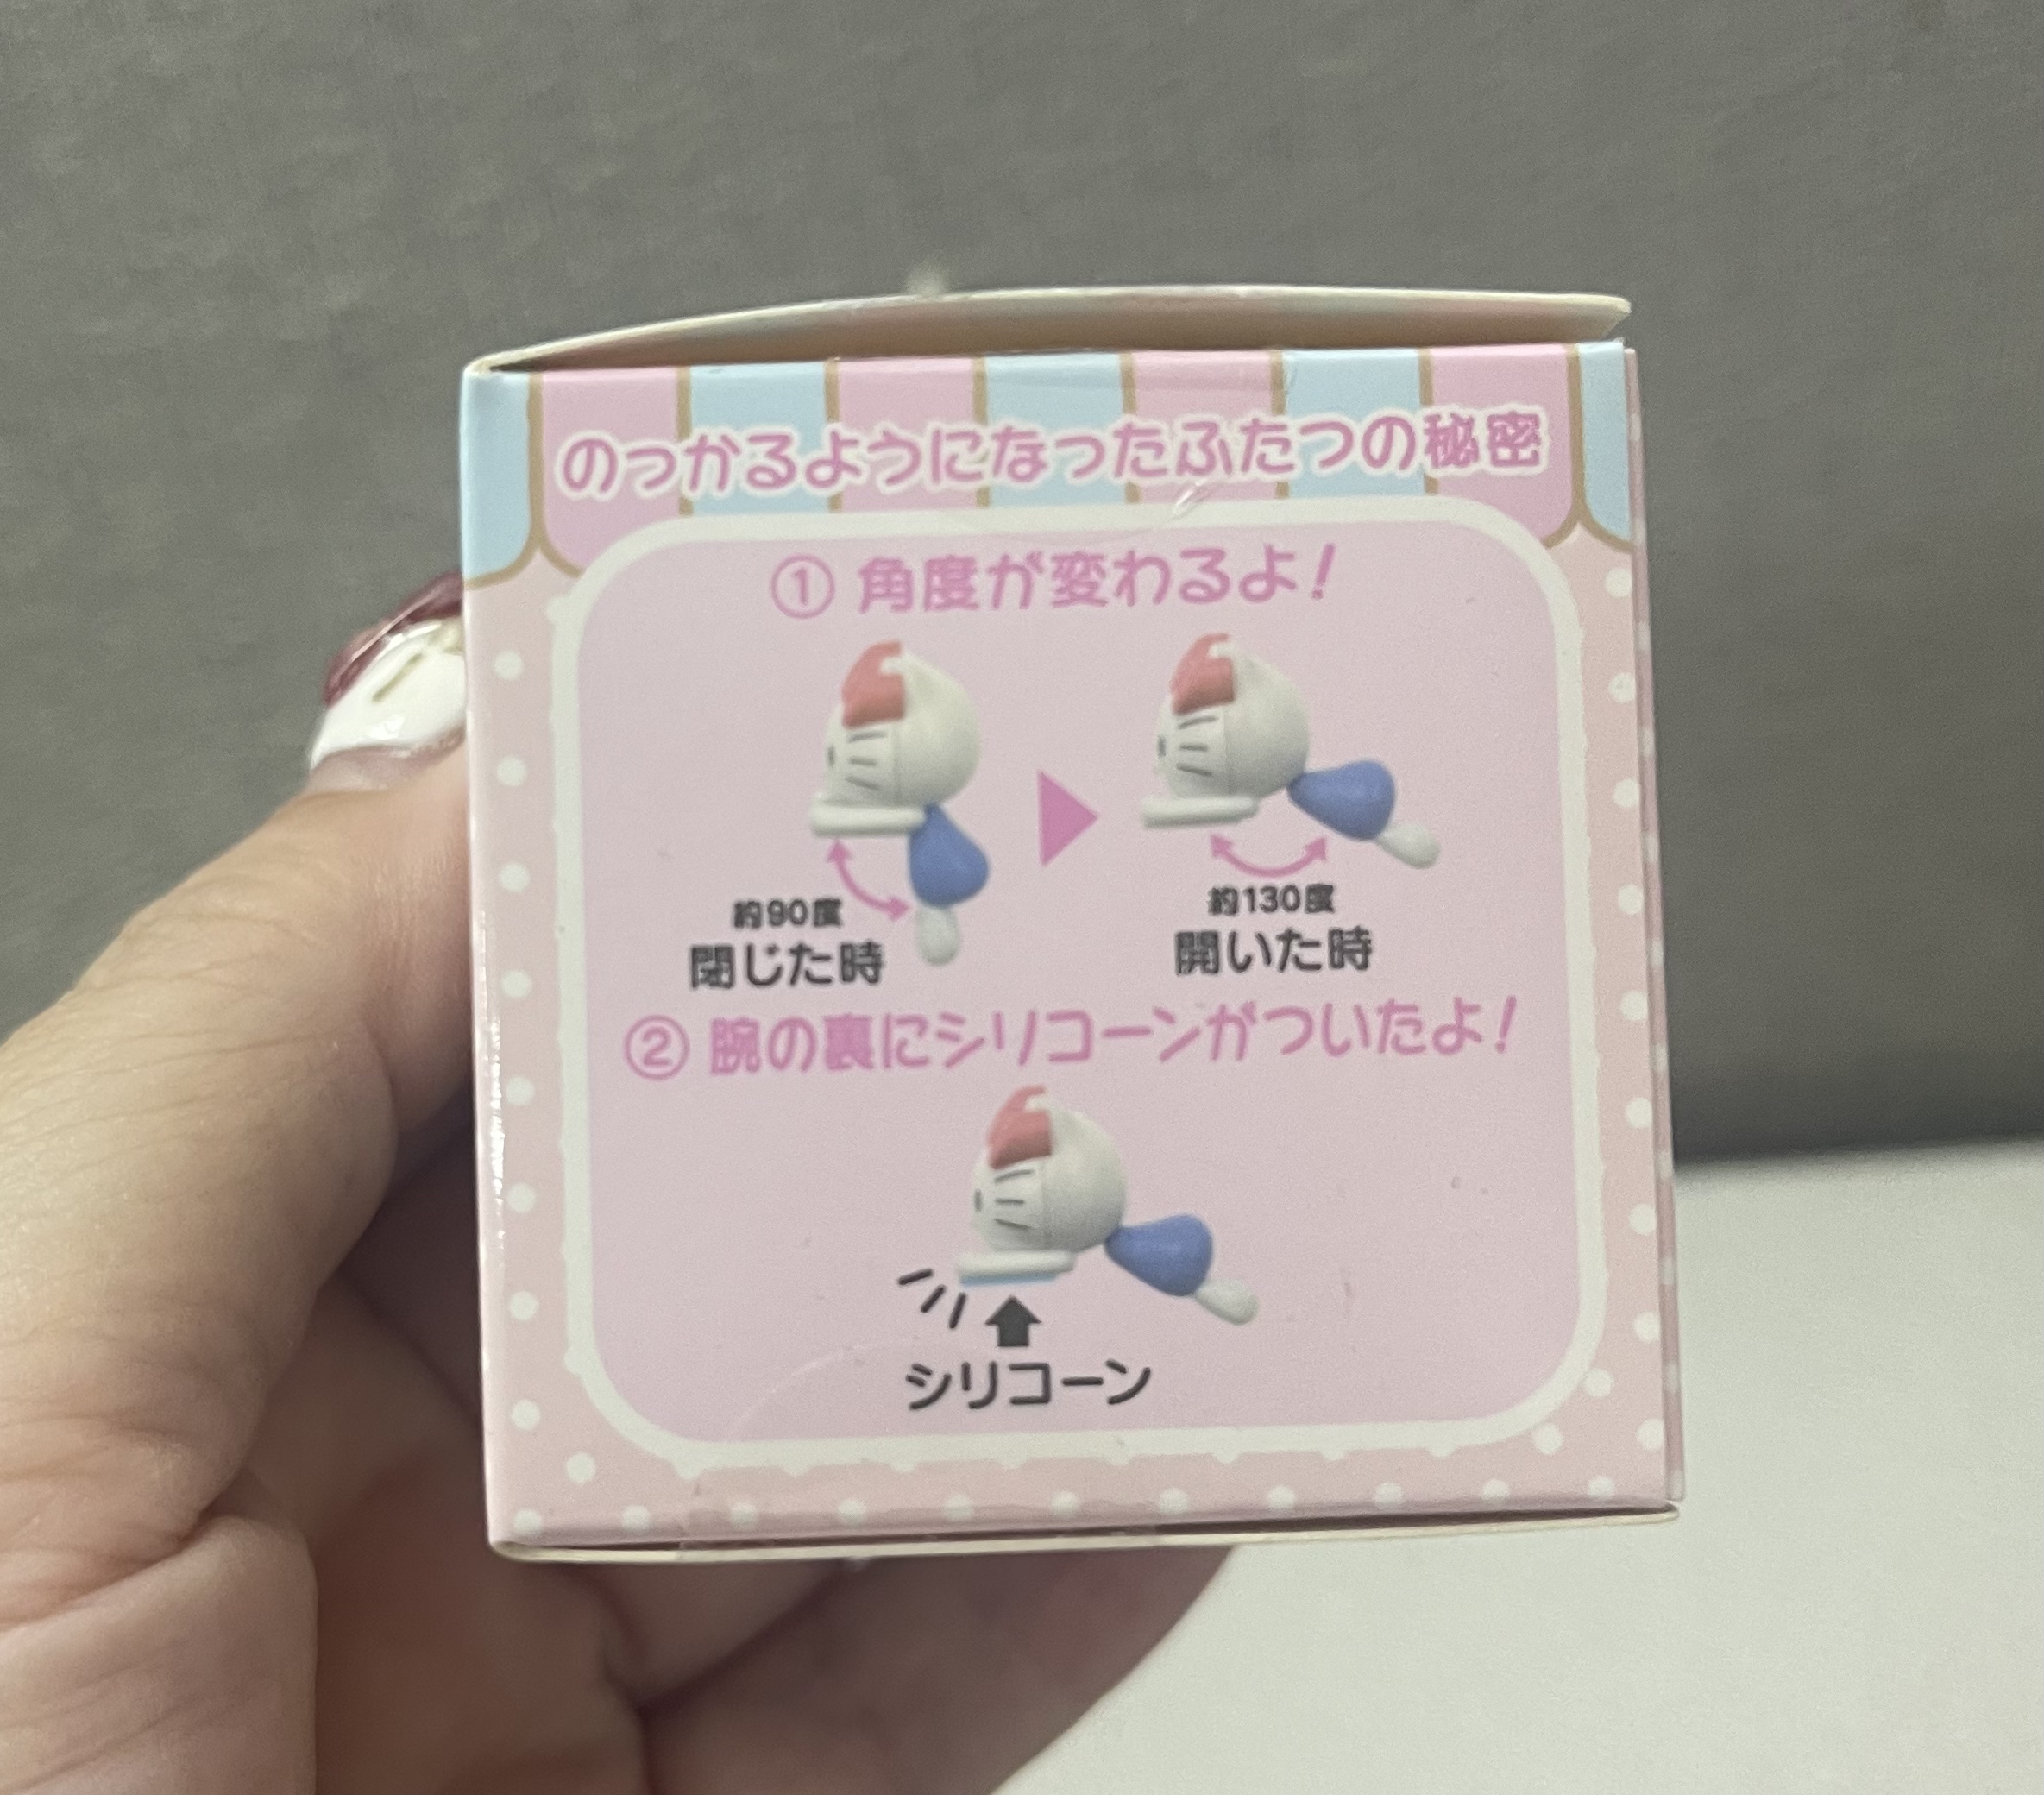 のっかるようになったふたつの秘密
① 角度が変わるよ!
約90度
閉じた時
約130度
開いた時
② 腕の裏にシリコーンがついたよ!
シリコーン